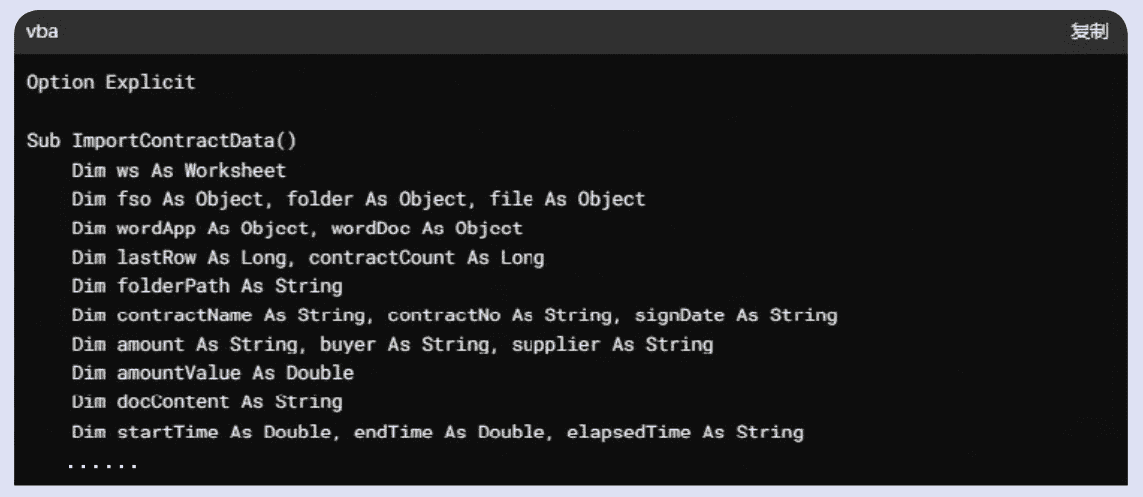 vba
复制
Option Explicit
Sub ImportContractData()
Dim ws As Worksheet
Dim fso As Object, folder As Object, file As Object
Dim wordApp As Object, wordDoc As Object
Dim lastRow As Long, contractCount As Long
Dim folderPath As String
Dim contractName As String, contractNo As String, signDate As String
Dim amount As String, buyer As String, supplier As String
Dim amountValue As Double
Dim docContent As String
Dim startTime As Double, endTime As Double, elapsedTime As String
......